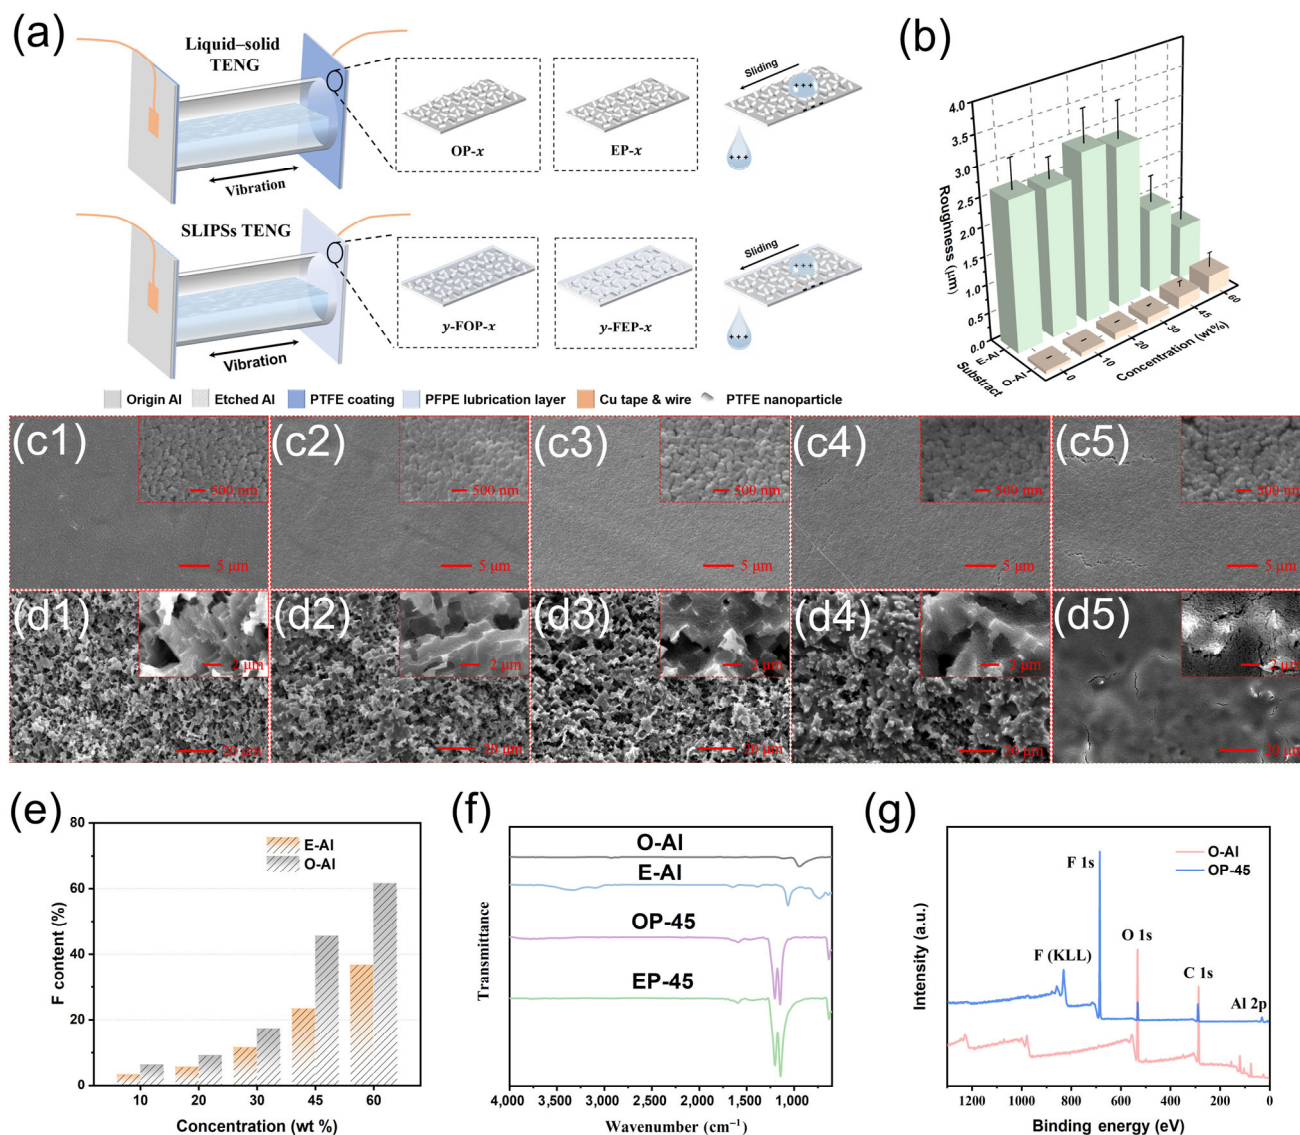 (a)
Liquid–solid
TENG
OP-x
EP-x
Sliding
+++
+++
Vibration
SLIPSs TENG
y-FOP-x
y-FEP-x
Sliding
+++
+++
Vibration
Origin Al
Etched Al
PTFE coating
PFPE lubrication layer
Cu tape & wire
PTFE nanoparticle
(b)
Roughness (μm)
4.0
3.5
3.0
2.5
2.0
1.5
1.0
0.5
0.0
E-Al
O-Al
Substract
0
10
20
30
45
60
Concentration (wt%)
(c1)
500 nm
5 μm
(c2)
500 nm
5 μm
(c3)
500 nm
5 μm
(c4)
500 nm
5 μm
(c5)
500 nm
5 μm
(d1)
2 μm
20 μm
(d2)
2 μm
20 μm
(d3)
2 μm
20 μm
(d4)
2 μm
20 μm
(d5)
2 μm
20 μm
(e)
F content (%)
80
60
40
20
0
E-Al
O-Al
10
20
30
45
60
Concentration (wt %)
(f)
Transmittance
O-Al
E-Al
OP-45
EP-45
4,000
3,500
3,000
2,500
2,000
1,500
1,000
Wavenumber (cm⁻¹)
(g)
Intensity (a.u.)
O-Al
OP-45
F 1s
O 1s
F (KLL)
C 1s
Al 2p
1200
1000
800
600
400
200
0
Binding energy (eV)